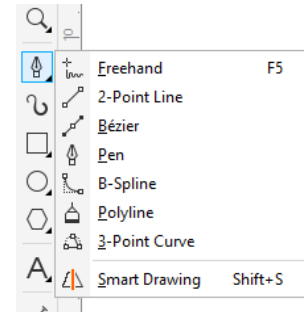 Freehand F5
2-Point Line
Bézier
Pen
B-Spline
Polyline
3-Point Curve
A
Smart Drawing Shift+S